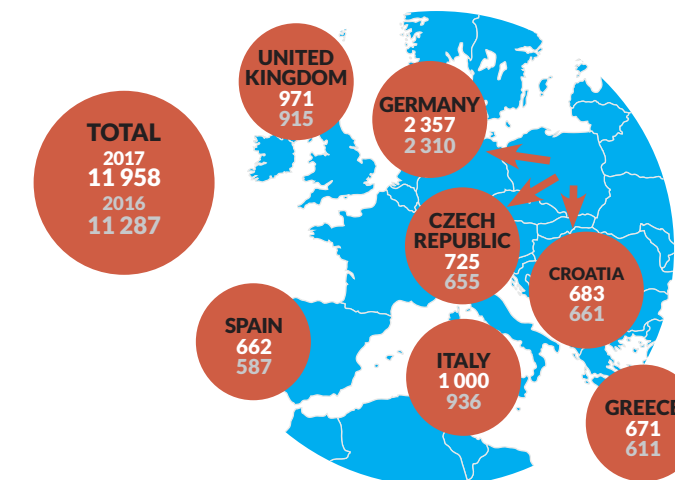 UNITED
KINGDOM
971
915
GERMANY
2 357
2 310
TOTAL
2017
11 958
2016
11 287
CZECH
REPUBLIC
725
655
CROATIA
683
661
SPAIN
662
587
ITALY
1 000
936
GREECE
671
611